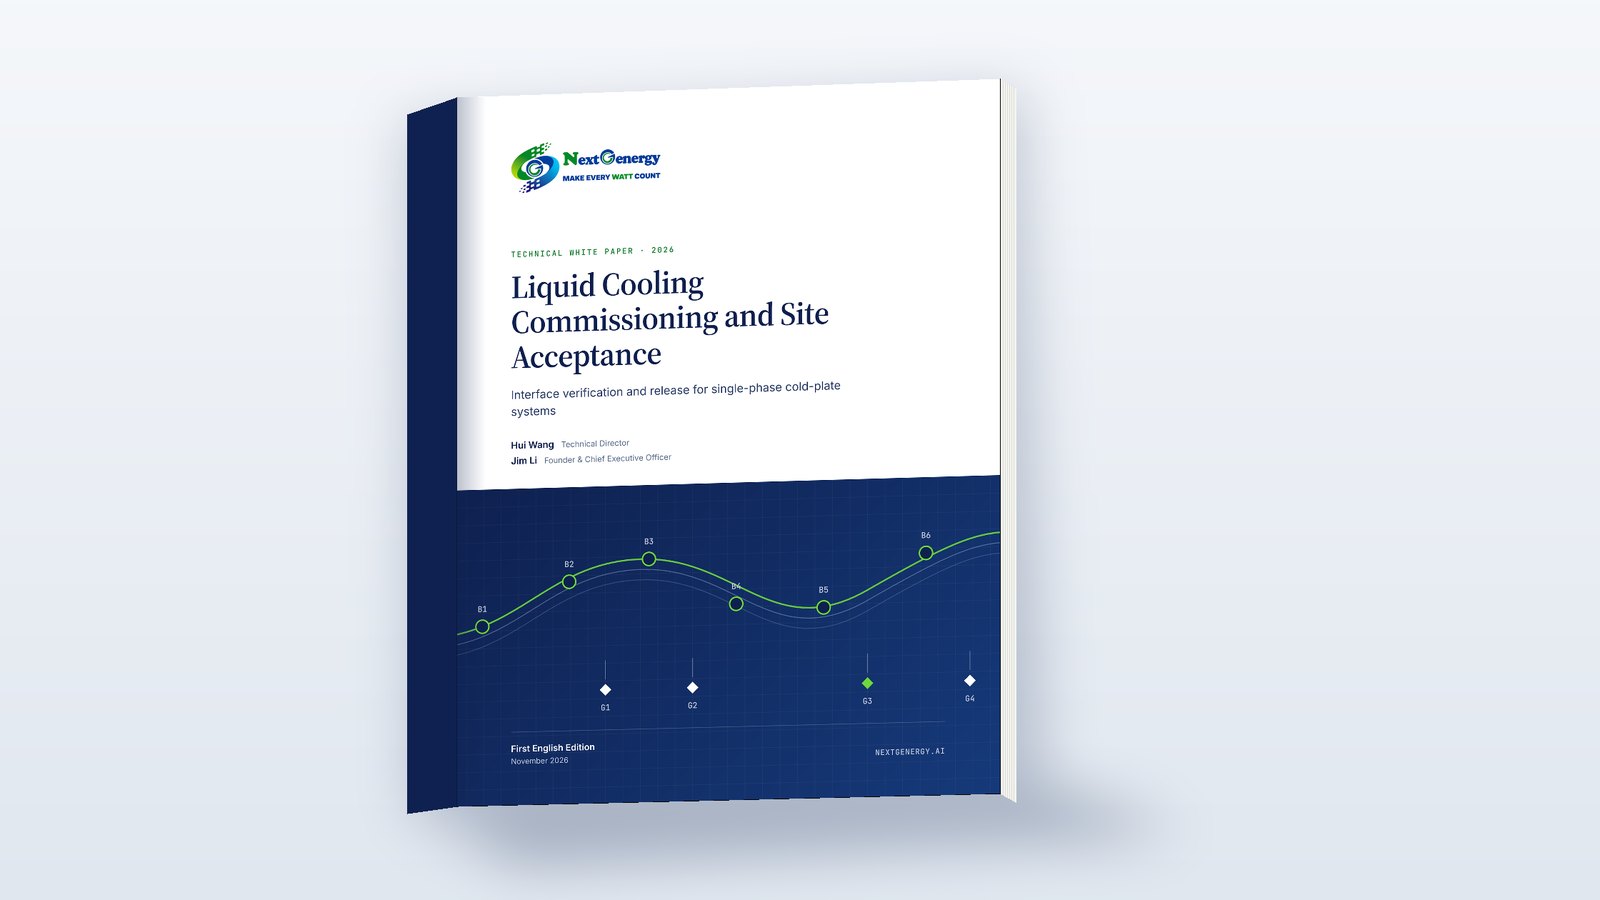 NextGenergy
MAKE EVERY WATT COUNT
TECHNICAL WHITE PAPER · 2026
Liquid Cooling
Commissioning and Site
Acceptance
Interface verification and release for single-phase cold-plate
systems
Hui Wang Technical Director
Jim Li Founder & Chief Executive Officer
B1
B2
B3
B4
B5
B6
G1
G2
G3
G4
First English Edition
November 2026
NEXTGENERGY.AI